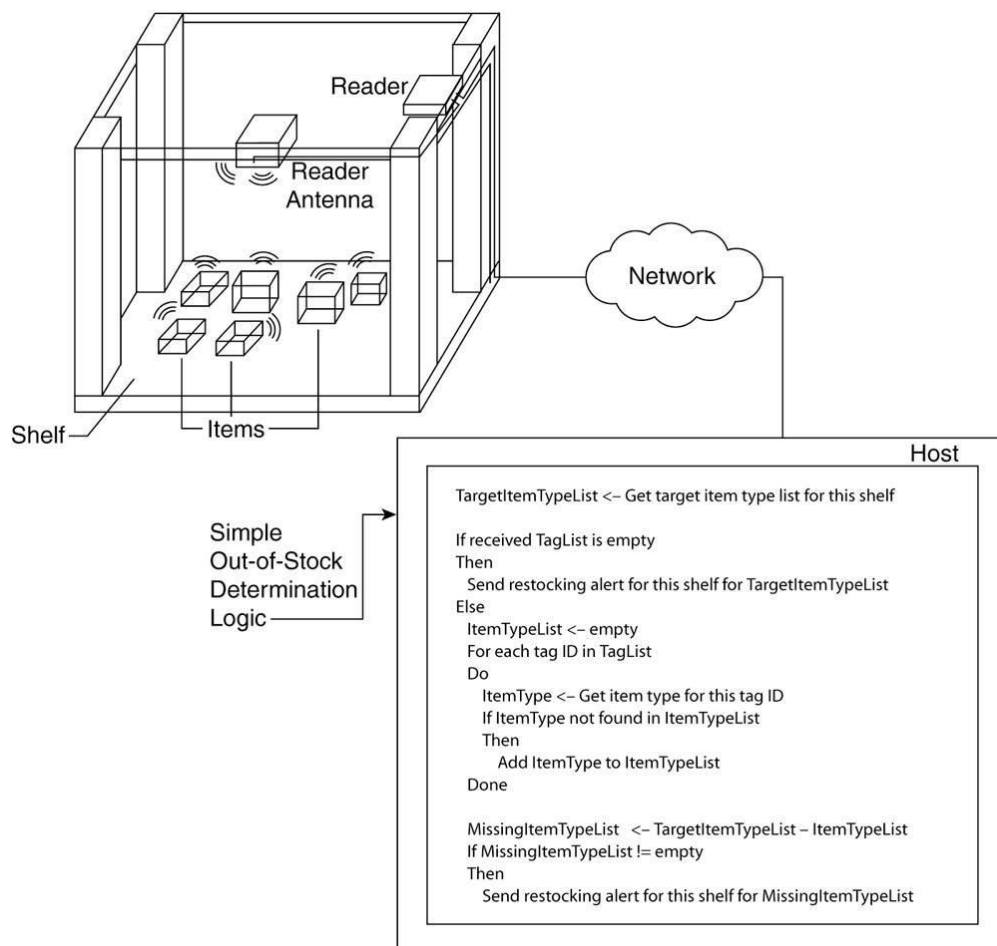 Reader
Reader
Antenna
Network
Shelf
Items
Host
Simple
Out-of-Stock
Determination
Logic
TargetItemTypeList <– Get target item type list for this shelf
If received TagList is empty
Then
Send restocking alert for this shelf for TargetItemTypeList
Else
ItemTypeList <– empty
For each tag ID in TagList
Do
ItemType <– Get item type for this tag ID
If ItemType not found in ItemTypeList
Then
Add ItemType to ItemTypeList
Done
MissingItemTypeList <– TargetItemTypeList – ItemTypeList
If MissingItemTypeList != empty
Then
Send restocking alert for this shelf for MissingItemTypeList